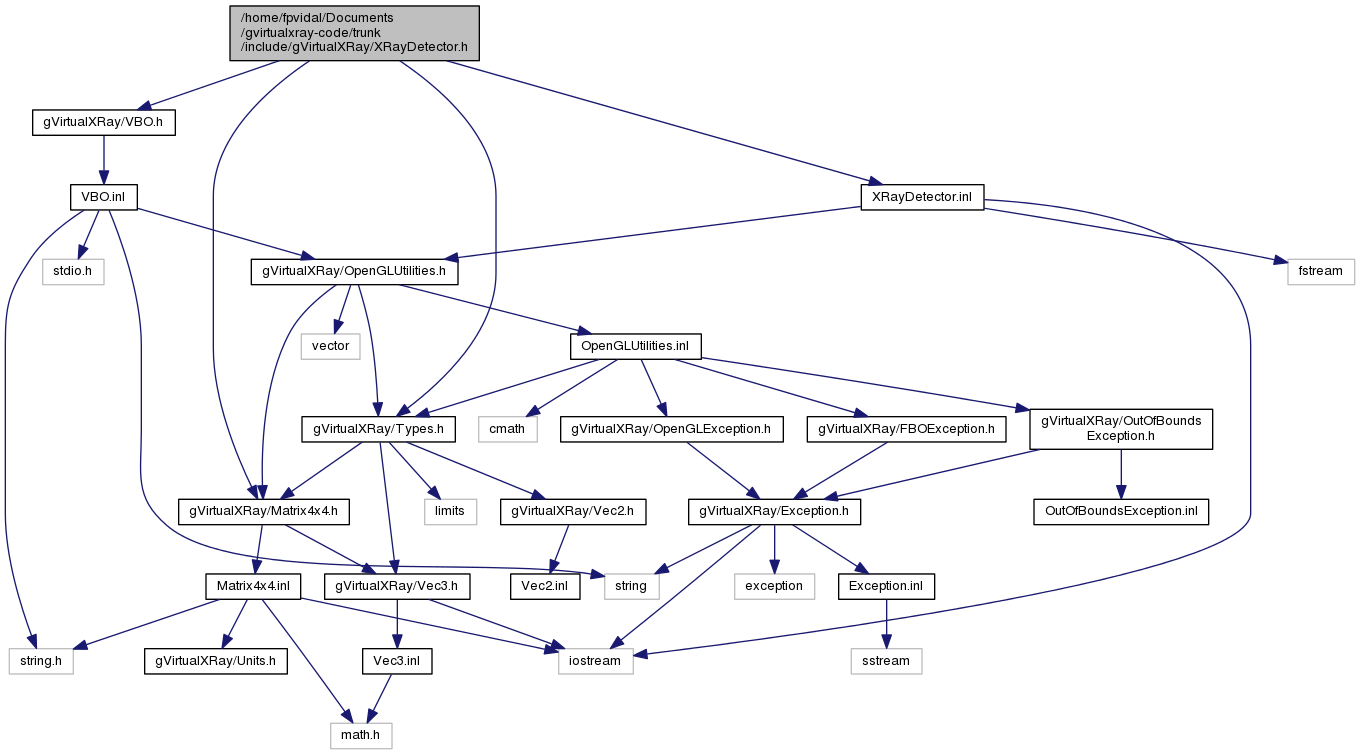 /home/fpvidal/Documents
/gvirtualxray-code/trunk
/include/gVirtualXRay/XRayDetector.h
gVirtualXRay/VBO.h
VBO.inl
XRayDetector.inl
stdio.h
gVirtualXRay/OpenGLUtilities.h
fstream
vector
OpenGLUtilities.inl
gVirtualXRay/Types.h
cmath
gVirtualXRay/OpenGLException.h
gVirtualXRay/FBOException.h
gVirtualXRay/OutOfBounds
Exception.h
gVirtualXRay/Matrix4x4.h
limits
gVirtualXRay/Vec2.h
gVirtualXRay/Exception.h
OutOfBoundsException.inl
Matrix4x4.inl
gVirtualXRay/Vec3.h
Vec2.inl
string
exception
Exception.inl
string.h
gVirtualXRay/Units.h
Vec3.inl
iostream
sstream
math.h